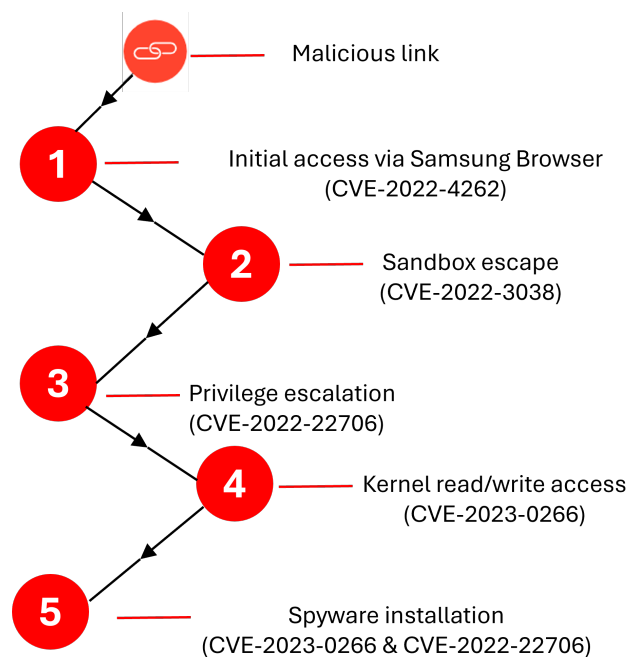 Malicious link
1
Initial access via Samsung Browser
(CVE-2022-4262)
2
Sandbox escape
(CVE-2022-3038)
3
Privilege escalation
(CVE-2022-22706)
4
Kernel read/write access
(CVE-2023-0266)
5
Spyware installation
(CVE-2023-0266 & CVE-2022-22706)